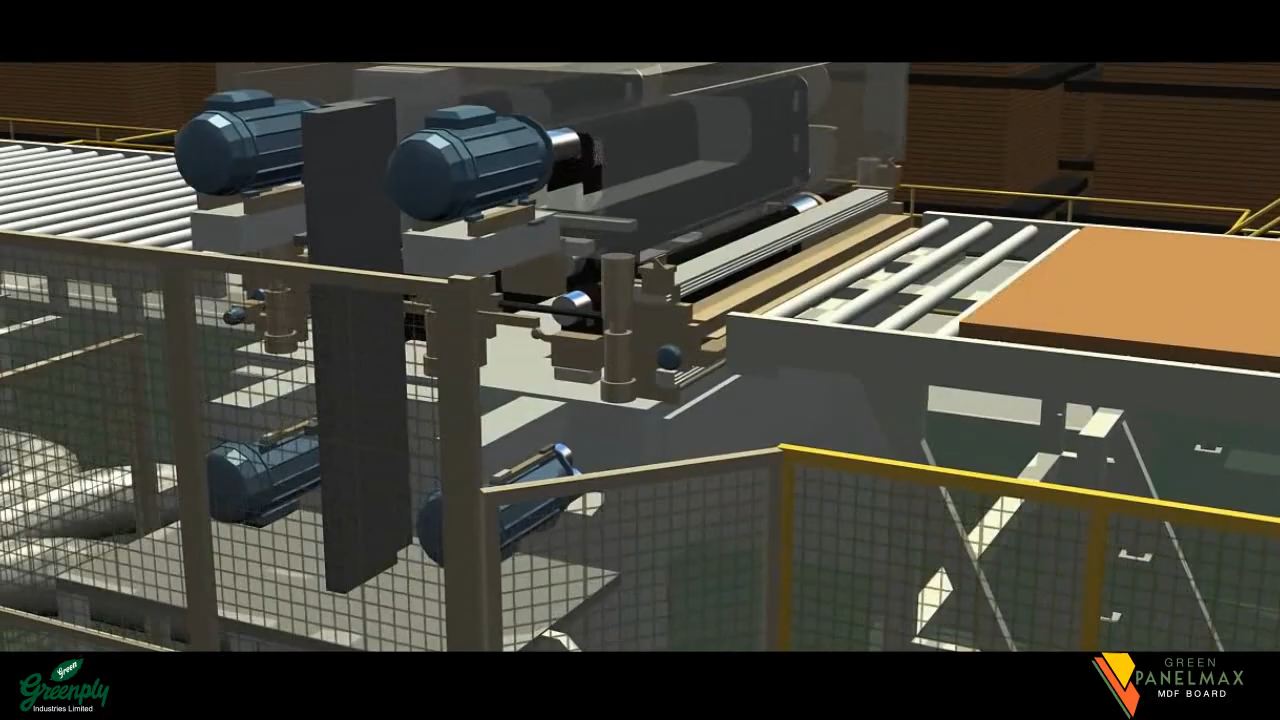 Green
Greenply
Industries Limited
GREEN
PANELMAX
MDF BOARD